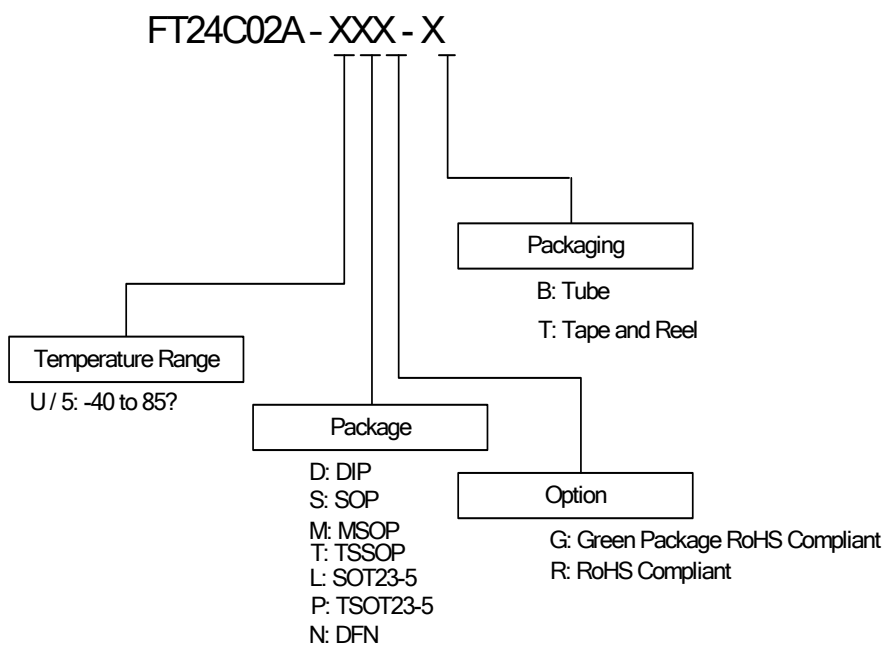 FT24C02A - XXX - X
Packaging
B: Tube
T: Tape and Reel
Temperature Range
U / 5: -40 to 85?
Package
D: DIP
S: SOP
M: MSOP
T: TSSOP
L: SOT23-5
P: TSOT23-5
N: DFN
Option
G: Green Package RoHS Compliant
R: RoHS Compliant